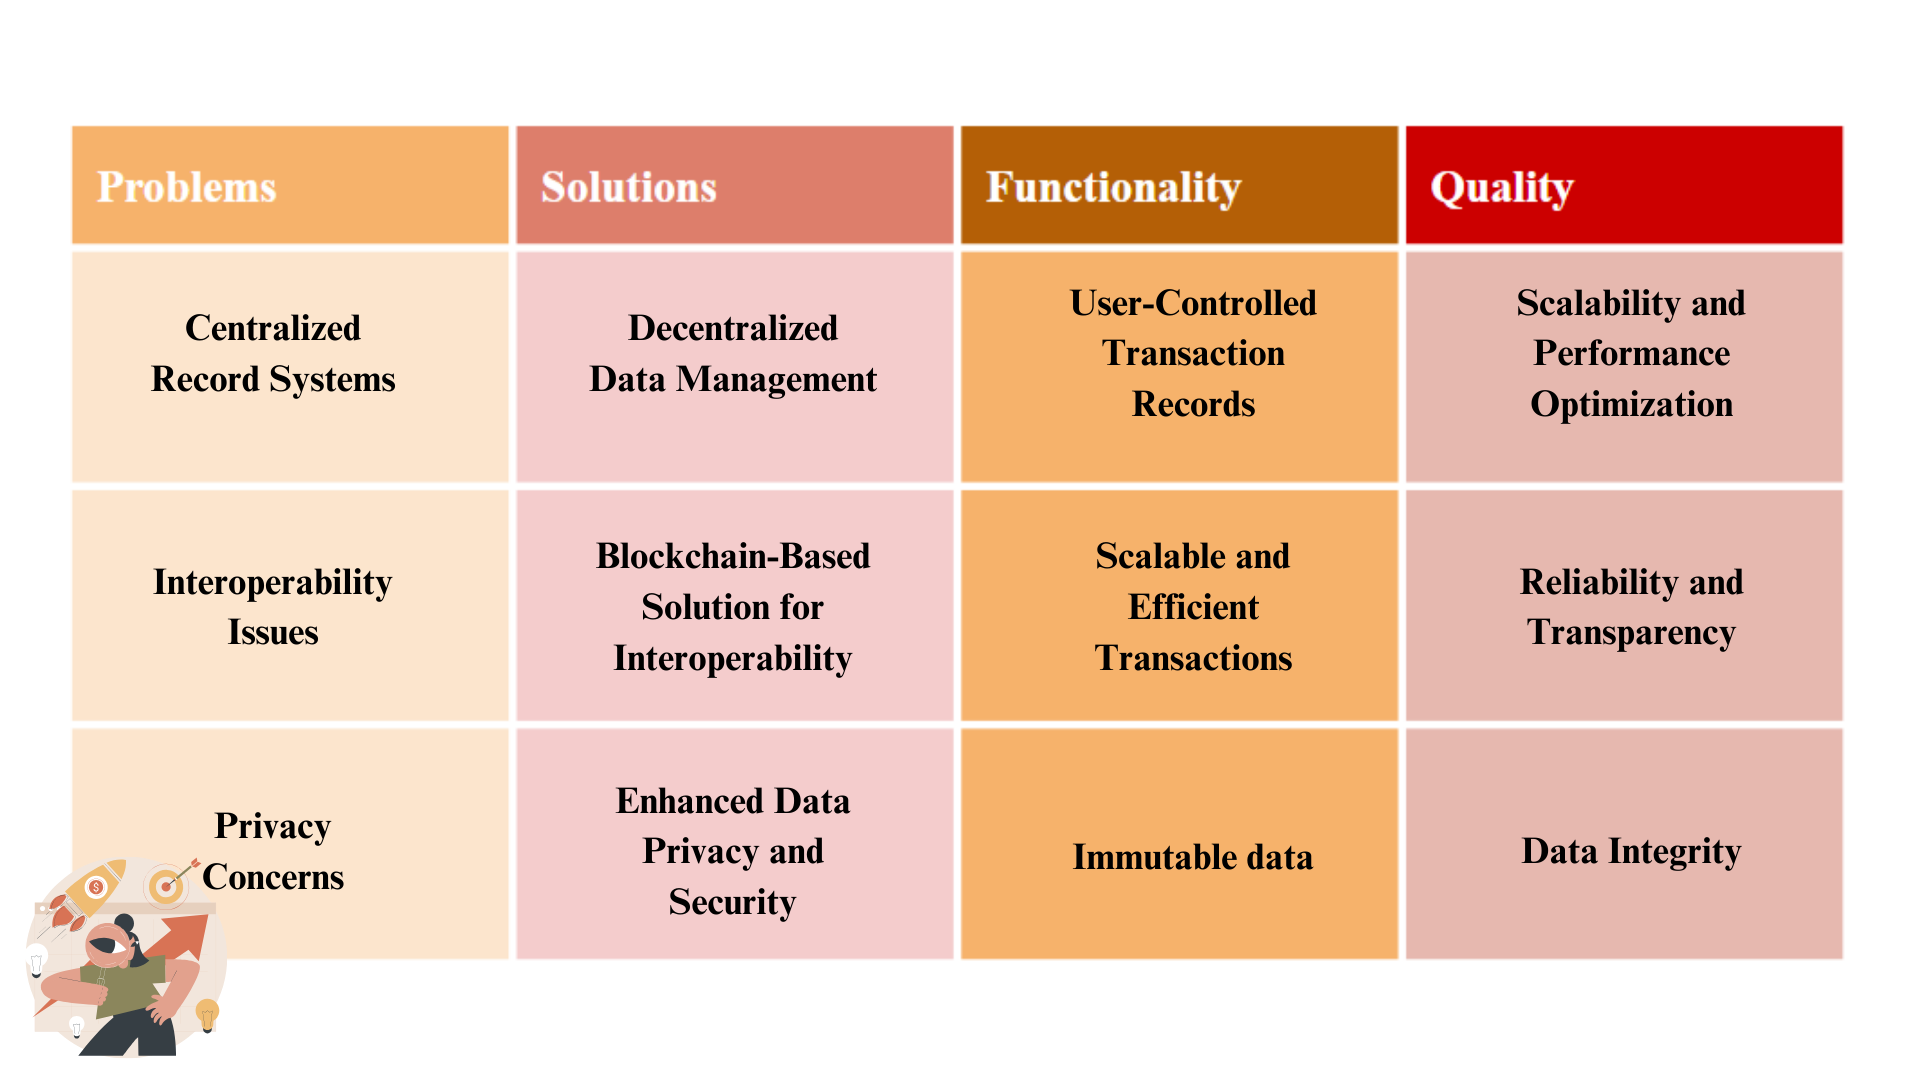 Problems
Solutions
Functionality
Quality
Centralized
Record Systems
Decentralized
Data Management
User-Controlled
Transaction
Records
Scalability and
Performance
Optimization
Interoperability
Issues
Blockchain-Based
Solution for
Interoperability
Scalable and
Efficient
Transactions
Reliability and
Transparency
Privacy
Concerns
Enhanced Data
Privacy and
Security
Immutable data
Data Integrity
$